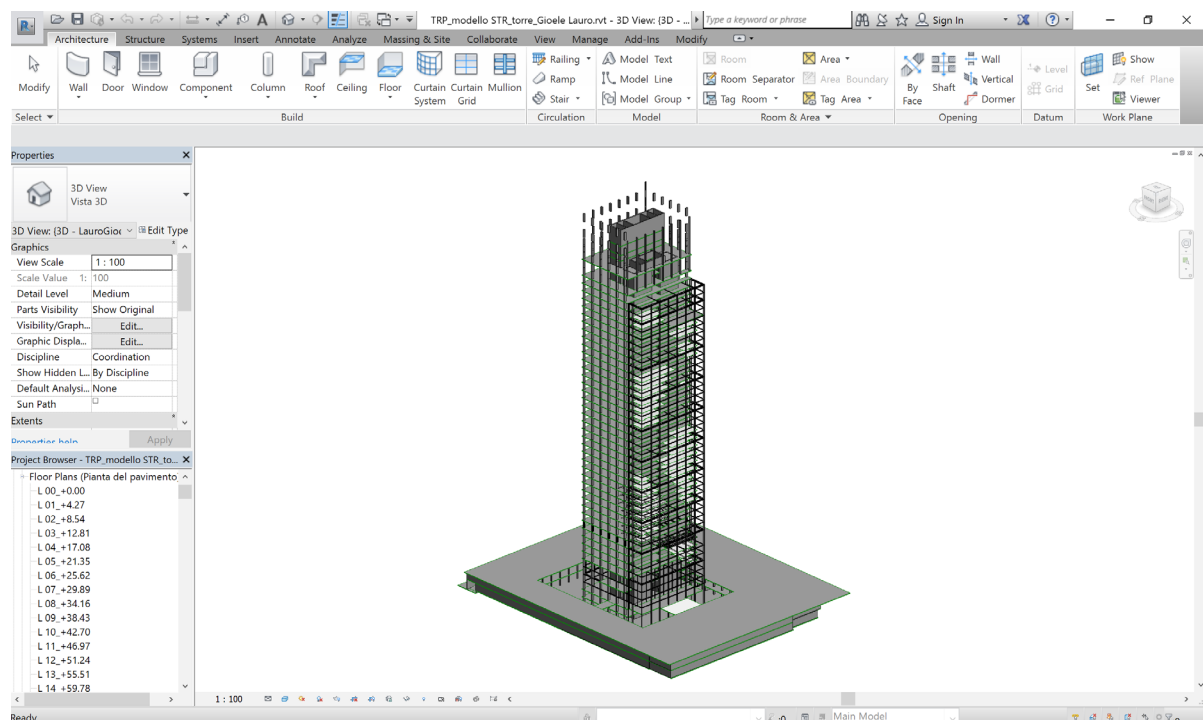 R
A
TRP_modello STR_torre_Gioele Lauro.rvt - 3D View: {3D - ...
Type a keyword or phrase
Sign In
Architecture Structure Systems Insert Annotate Analyze Massing & Site Collaborate View Manage Add-Ins Modify
Modify
Wall Door Window Component Column Roof Ceiling Floor Curtain System Curtain Grid Mullion
Railing
Ramp
Stair
Model Text
Model Line
Model Group
Room
Room Separator
Tag Room
Area
Area Boundary
Tag Area
By Face
Shaft
Wall
Vertical
Dormer
Level
Grid
Set
Show
Ref Plane
Viewer
Select Build Circulation Model Room & Area Opening Datum Work Plane
Properties
3D View
Vista 3D
3D View: {3D - LauroGioe
Edit Type
Graphics
View Scale 1 : 100
Scale Value 1: 100
Detail Level Medium
Parts Visibility Show Original
Visibility/Graph... Edit...
Graphic Displa... Edit...
Discipline Coordination
Show Hidden L... By Discipline
Default Analysi... None
Sun Path
Extents
Properties help
Apply
Project Browser - TRP_modello STR_to...
Floor Plans (Pianta del pavimento
L 00_+0.00
L 01_+4.27
L 02_+8.54
L 03_+12.81
L 04_+17.08
L 05_+21.35
L 06_+25.62
L 07_+29.89
L 08_+34.16
L 09_+38.43
L 10_+42.70
L 11_+46.97
L 12_+51.24
L 13_+55.51
L 14_+59.78
1 : 100
Ready
:0
Main Model